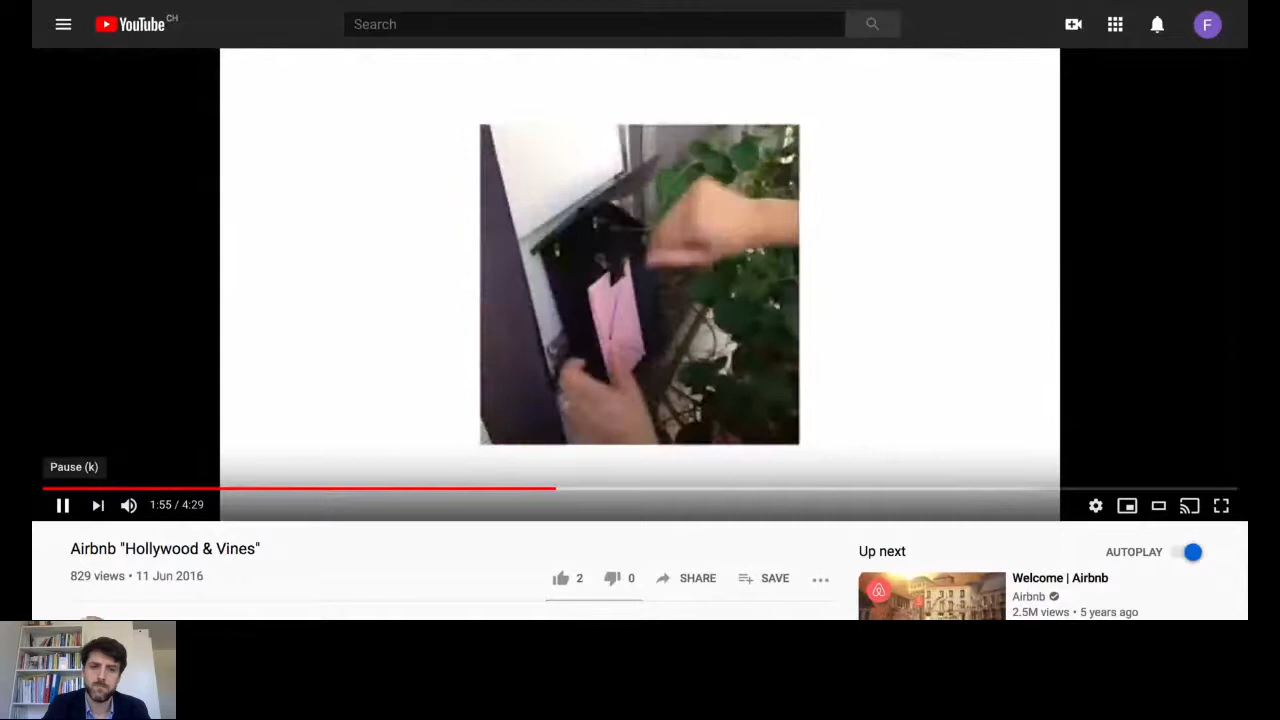 YouTube CH
Search
F
Pause (k)
1:55 / 4:29
Airbnb "Hollywood & Vines"
829 views • 11 Jun 2016
2
0
SHARE
SAVE
Up next
AUTOPLAY
Welcome | Airbnb
Airbnb
2.5M views • 5 years ago